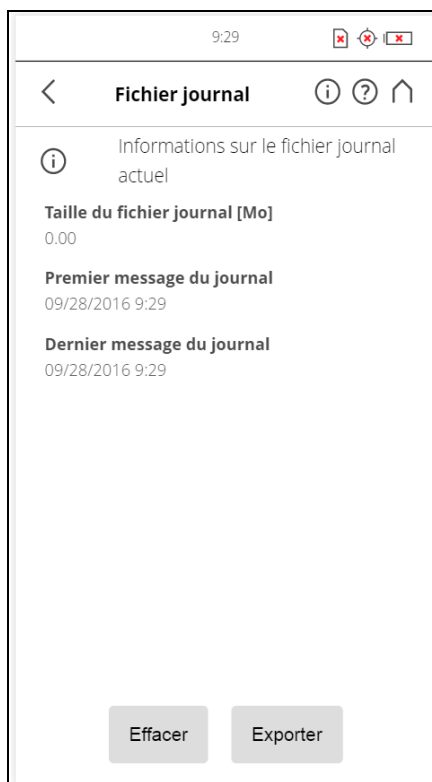 9:29
Fichier journal
Informations sur le fichier journal
actuel
Taille du fichier journal [Mo]
0.00
Premier message du journal
09/28/2016 9:29
Dernier message du journal
09/28/2016 9:29
Effacer Exporter